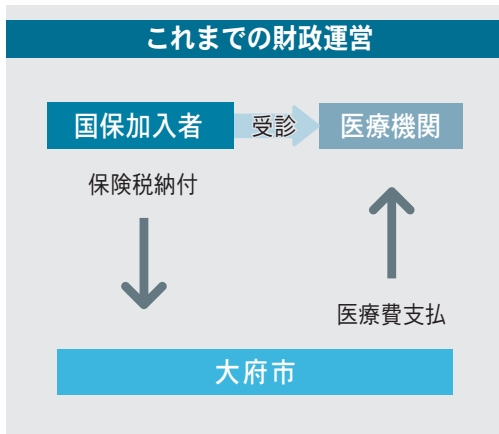 これまでの財政運営
国保加入者
受診
医療機関
保険税納付
医療費支払
大府市